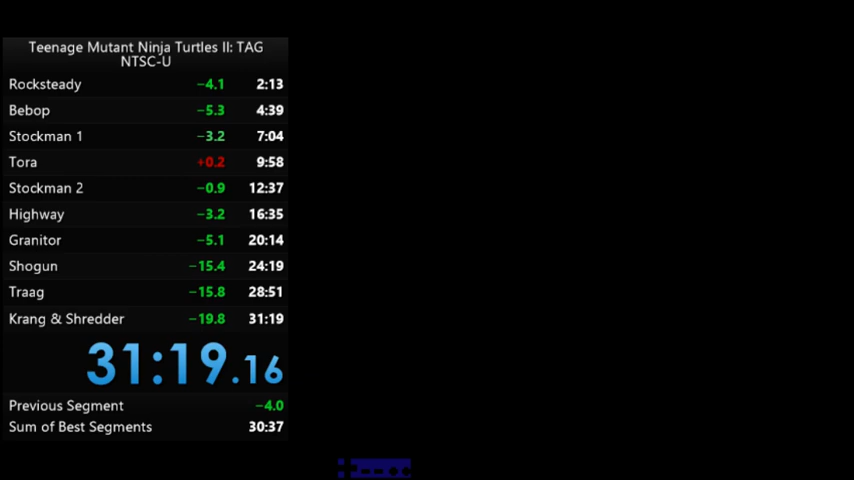 Teenage Mutant Ninja Turtles II: TAG
NTSC-U
Rocksteady −4.1 2:13
Bebop −5.3 4:39
Stockman 1 −3.2 7:04
Tora +0.2 9:58
Stockman 2 −0.9 12:37
Highway −3.2 16:35
Granitor −5.1 20:14
Shogun −15.4 24:19
Traag −15.8 28:51
Krang & Shredder −19.8 31:19
31:19.16
Previous Segment −4.0
Sum of Best Segments 30:37